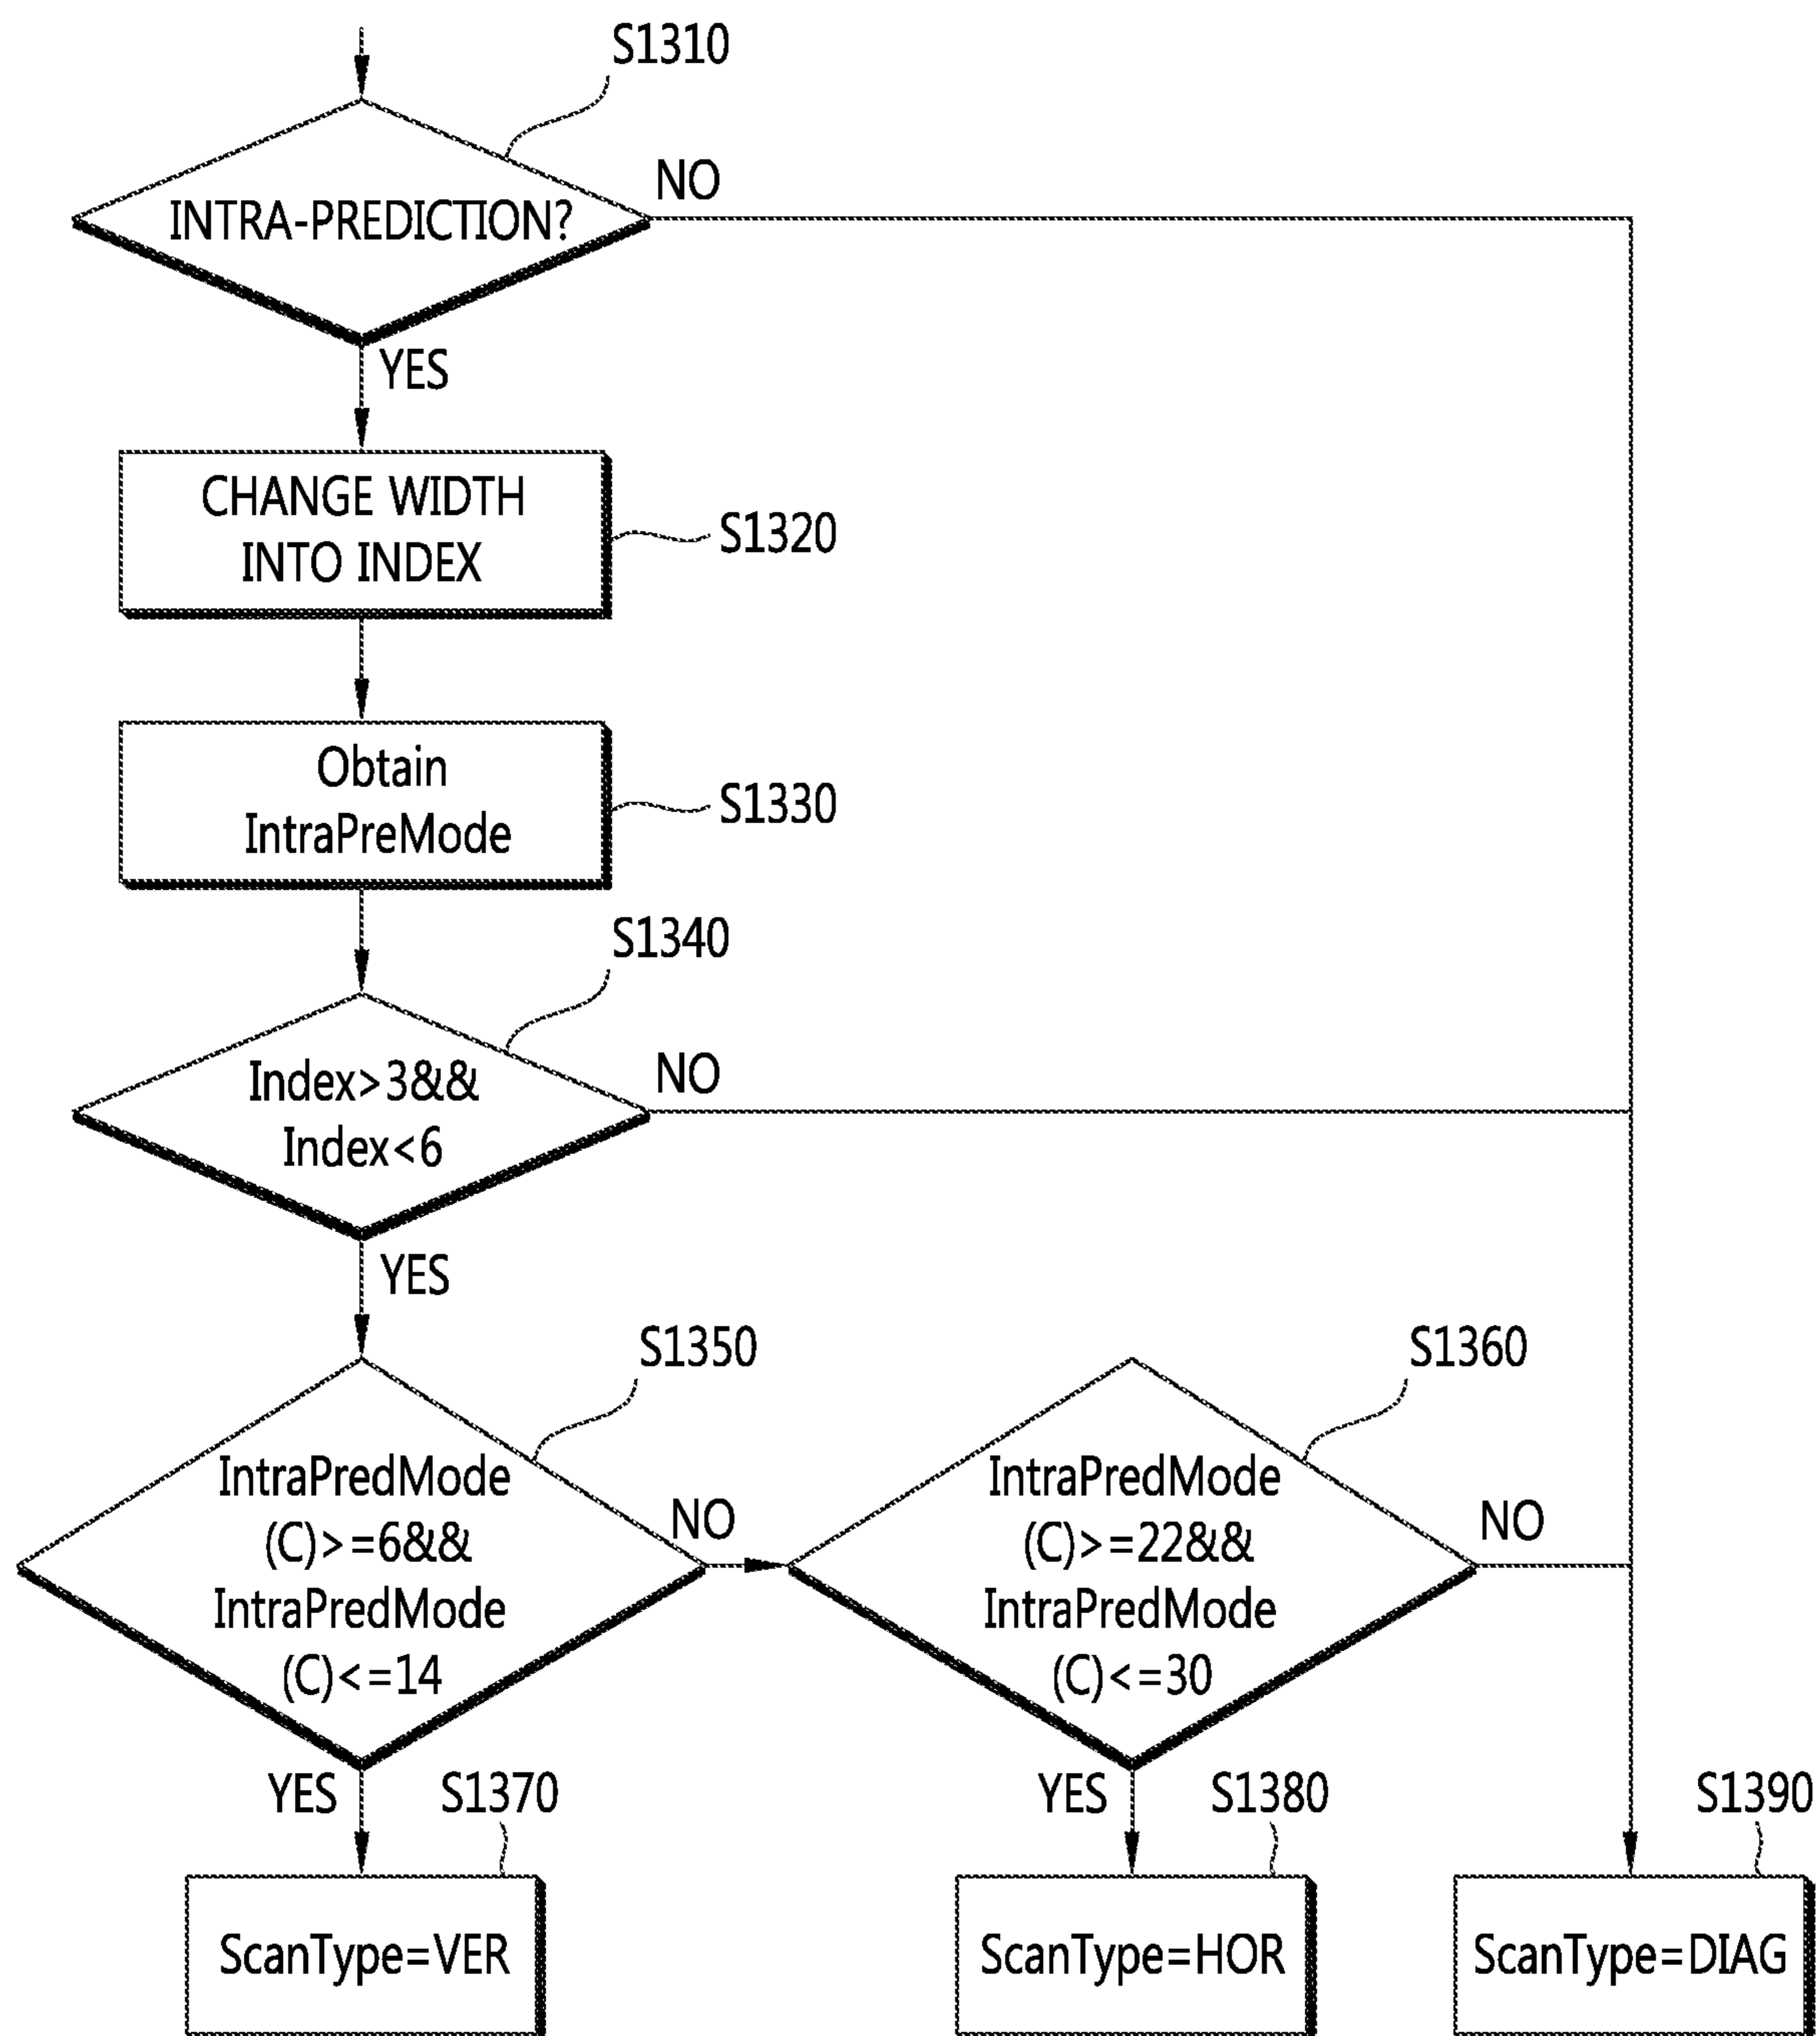 S1310
INTRA-PREDICTION?
NO
YES
CHANGE WIDTH
INTO INDEX
S1320
Obtain
IntraPreMode
S1330
S1340
Index>3&&
Index<6
NO
YES
S1350
IntraPredMode
(C)>=6&&
IntraPredMode
(C)<=14
NO
S1360
IntraPredMode
(C)>=22&&
IntraPredMode
(C)<=30
NO
YES
S1370
YES
S1380
S1390
ScanType=VER
ScanType=HOR
ScanType=DIAG